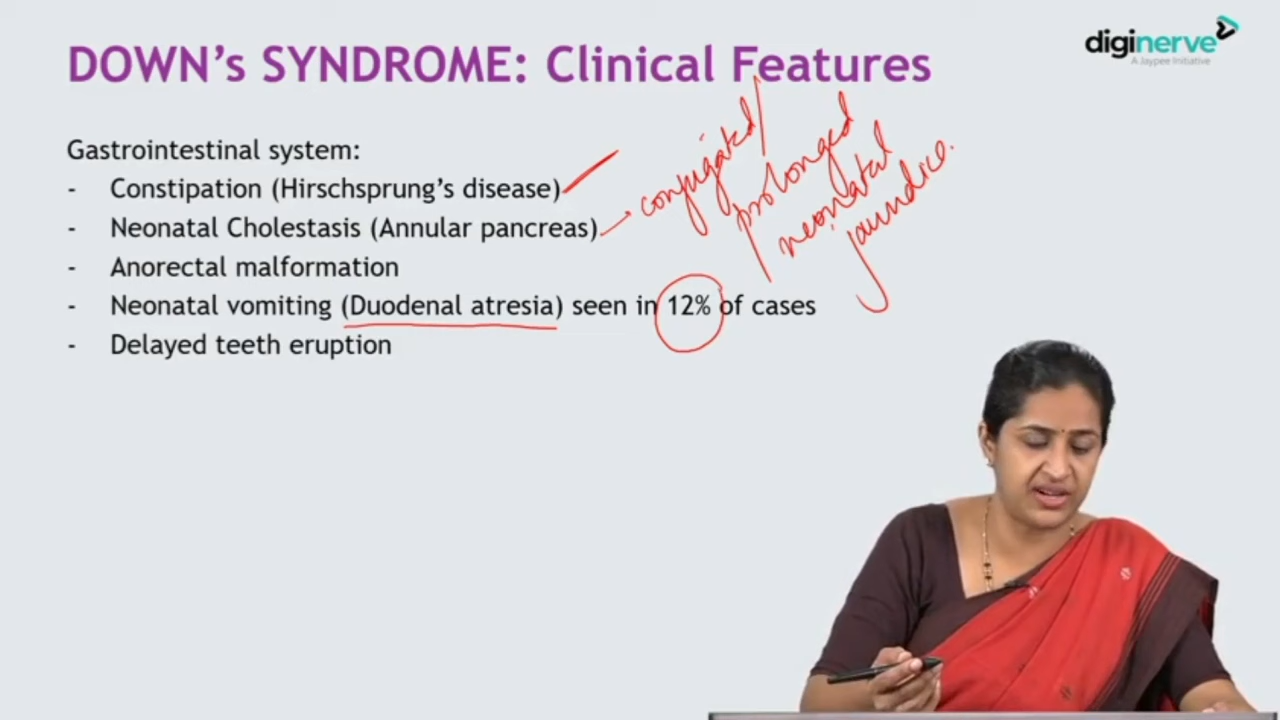 DOWN's SYNDROME: Clinical Features
diginerve
A Jaypee Initiative
Gastrointestinal system:
- Constipation (Hirschsprung's disease)
- Neonatal Cholestasis (Annular pancreas)
conjugated/
prolonged
neonatal
jaundice.
- Anorectal malformation
- Neonatal vomiting (Duodenal atresia) seen in 12% of cases
- Delayed teeth eruption